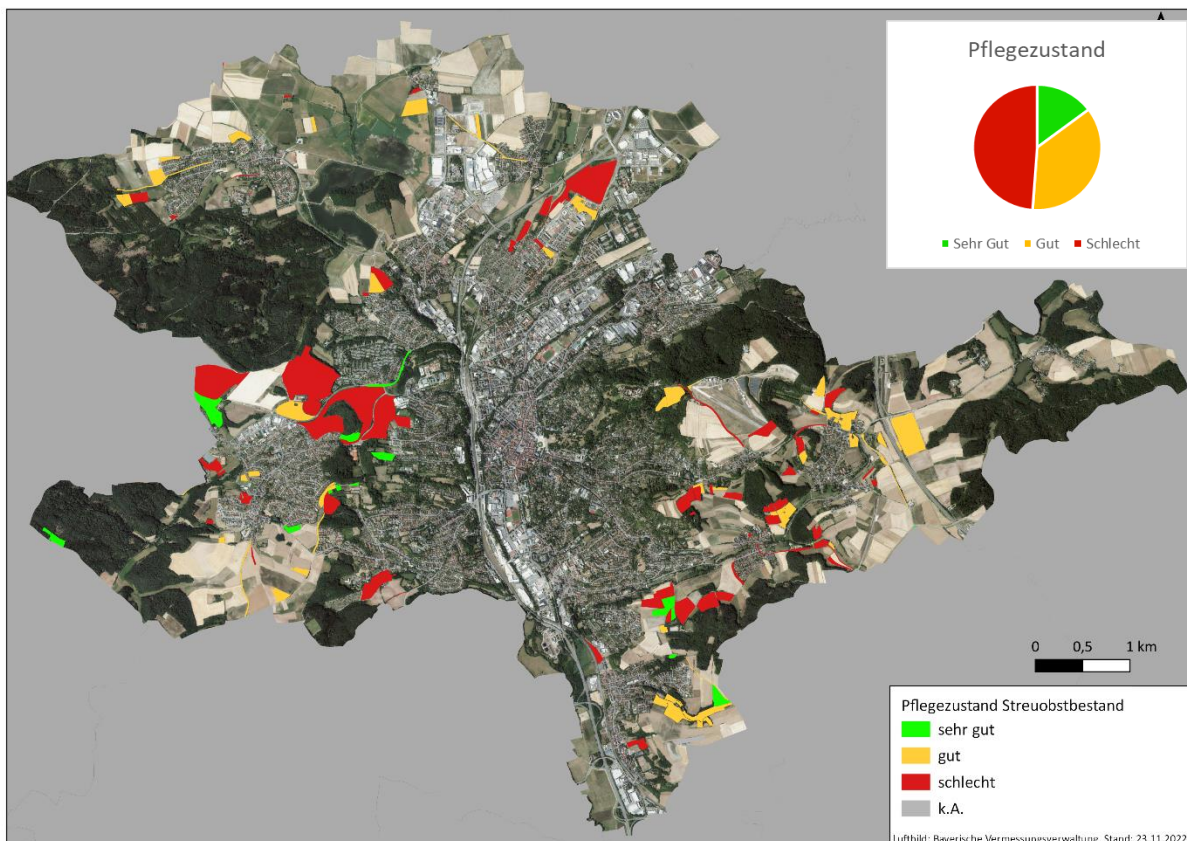 Pflegezustand
Sehr Gut Gut Schlecht
0 0,5 1 km
Pflegezustand Streuobstbestand
sehr gut
gut
schlecht
k.A.
Luftbild: Bayerische Vermessungsverwaltung, Stand: 23.11.2022